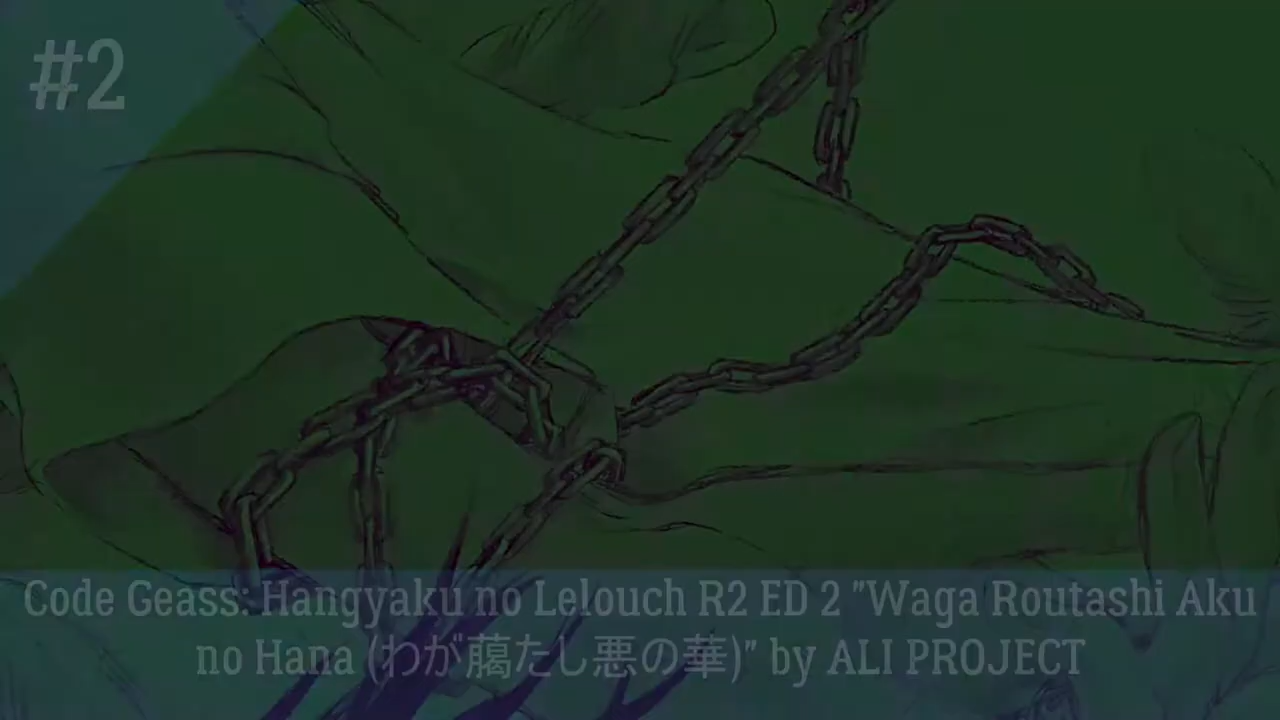 #2
Code Geass: Hangyaku no Lelouch R2 ED 2 "Waga Routashi Aku
no Hana (わが﨟たし悪の華)" by ALI PROJECT